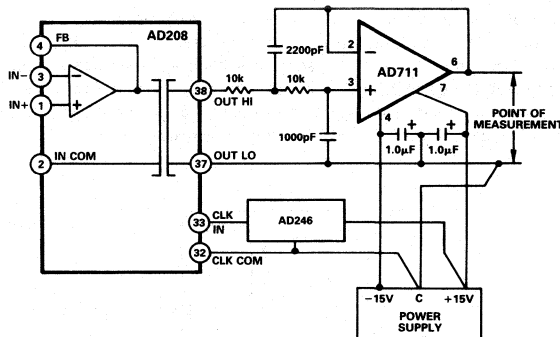 AD208
4 FB
IN– 3
IN+ 1
2 IN COM
38 OUT HI
37 OUT LO
33 CLK IN
32 CLK COM
10k
10k
2200pF
1000pF
2 –
3 +
AD711
6
7
4
+
+
1.0μF
1.0μF
POINT OF
MEASUREMENT
AD246
–15V C +15V
POWER
SUPPLY
–
+